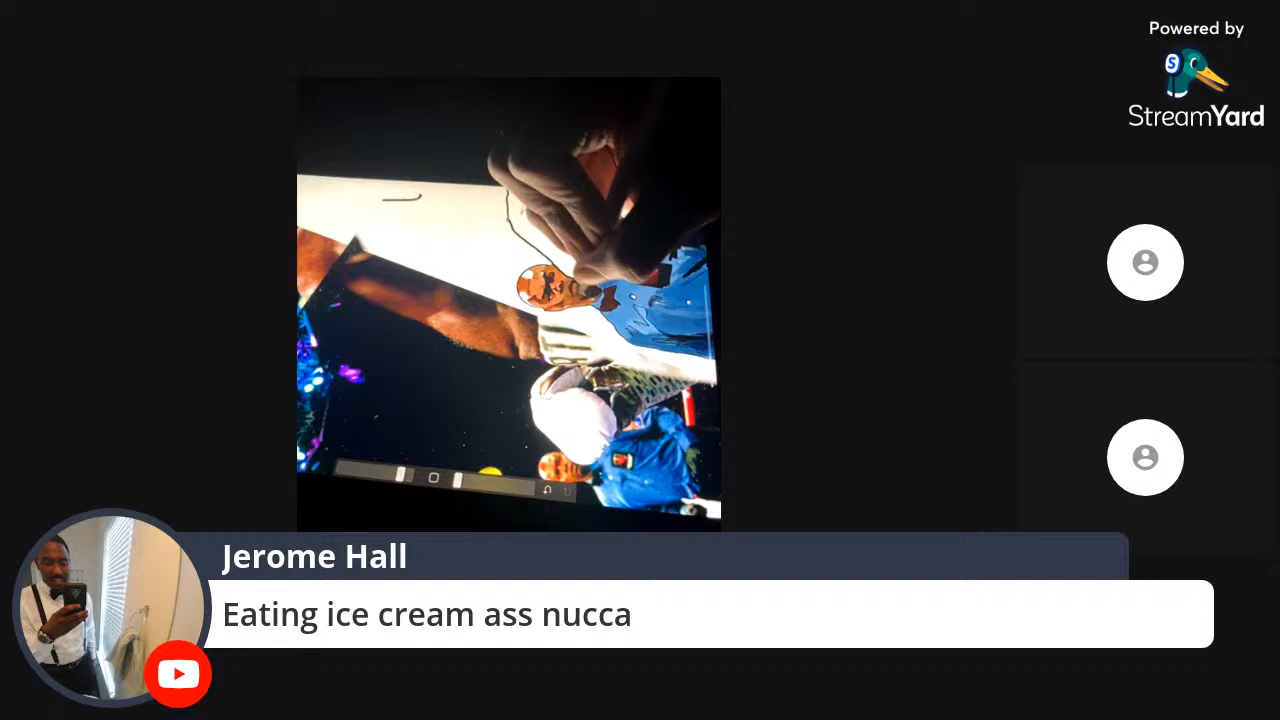 Powered by
S
StreamYard
Jerome Hall
Eating ice cream ass nucca